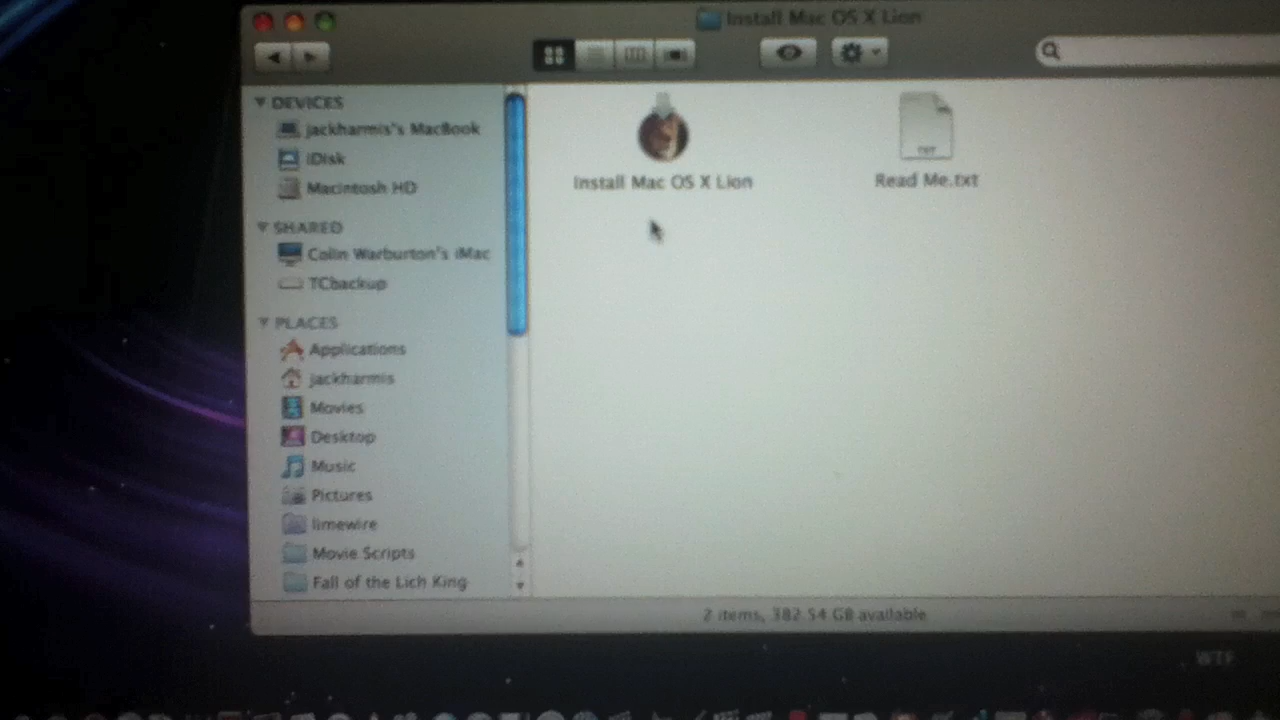 Install Mac OS X Lion
DEVICES
jackharmis's MacBook
iDisk
Macintosh HD
SHARED
Colin Warburton's iMac
TCbackup
PLACES
Applications
jackharmis
Movies
Desktop
Music
Pictures
limewire
Movie Scripts
Fall of the Lich King
Install Mac OS X Lion
TXT
Read Me.txt
2 items, 382.54 GB available
WTF